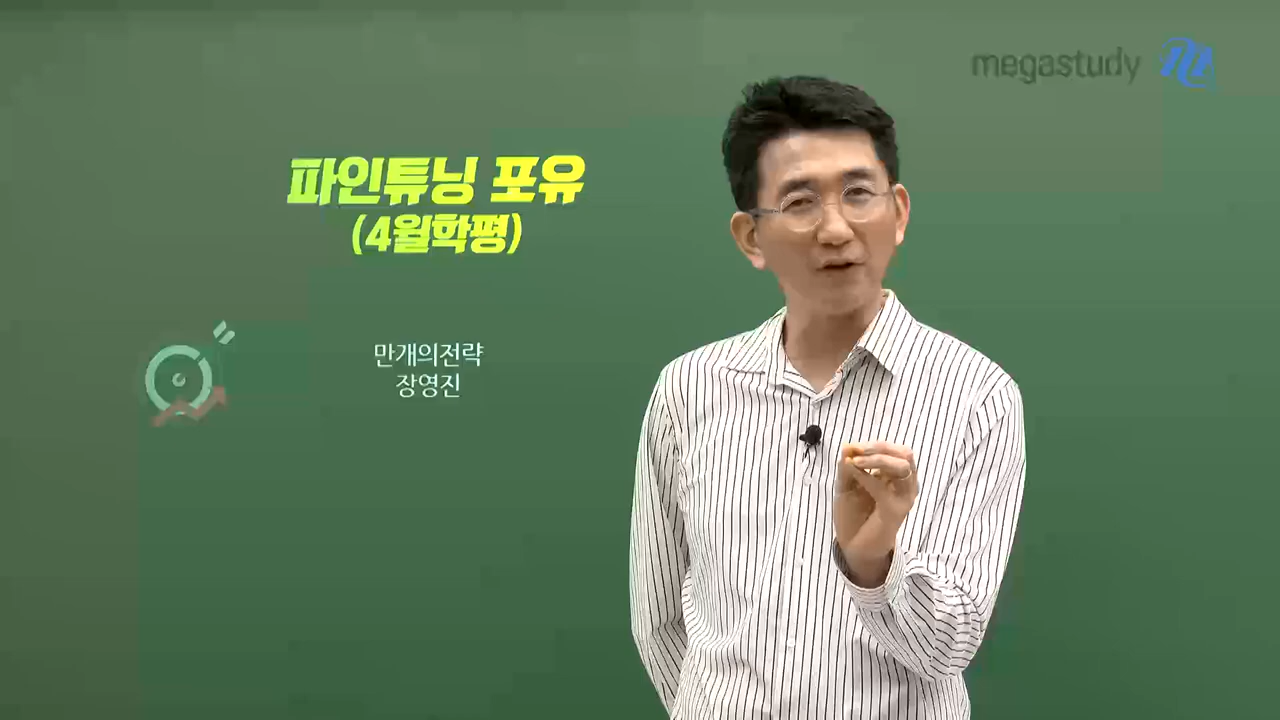 megastudy
파인튜닝 포유
(4월학평)
만개의전략
장영진